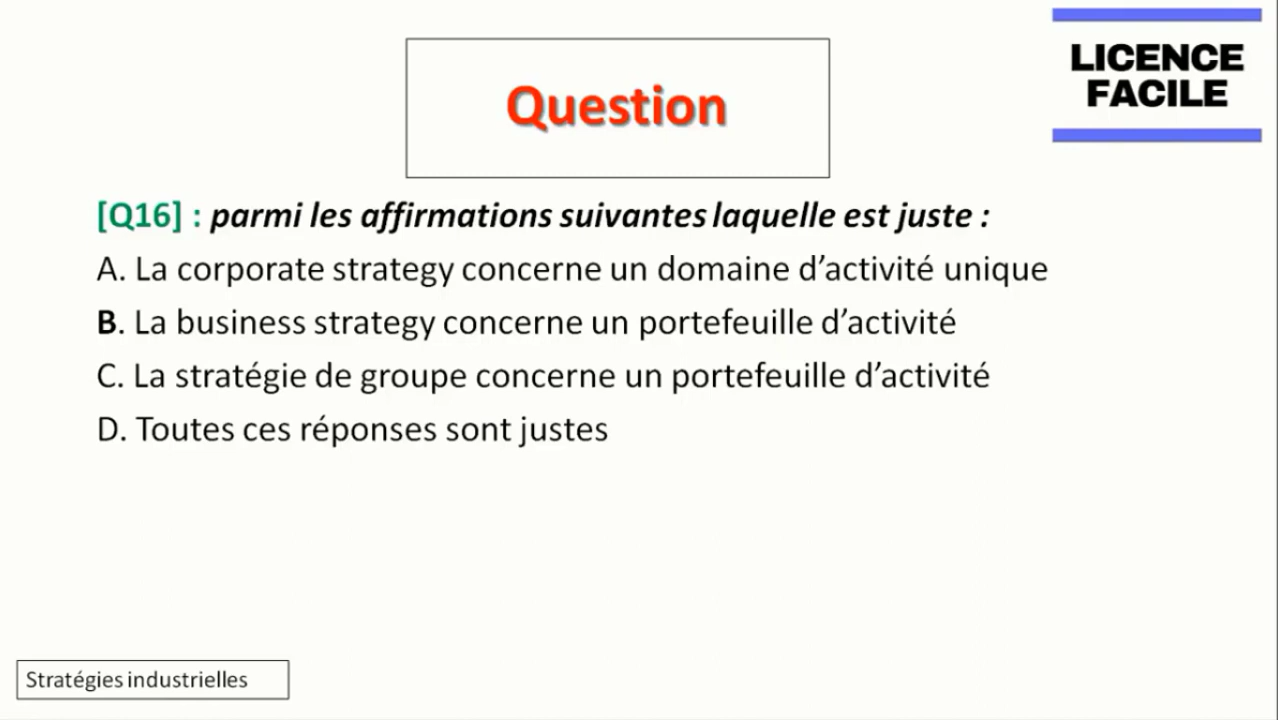 LICENCE
FACILE
Question
[Q16] : parmi les affirmations suivantes laquelle est juste :
A. La corporate strategy concerne un domaine d’activité unique
B. La business strategy concerne un portefeuille d’activité
C. La stratégie de groupe concerne un portefeuille d’activité
D. Toutes ces réponses sont justes
Stratégies industrielles